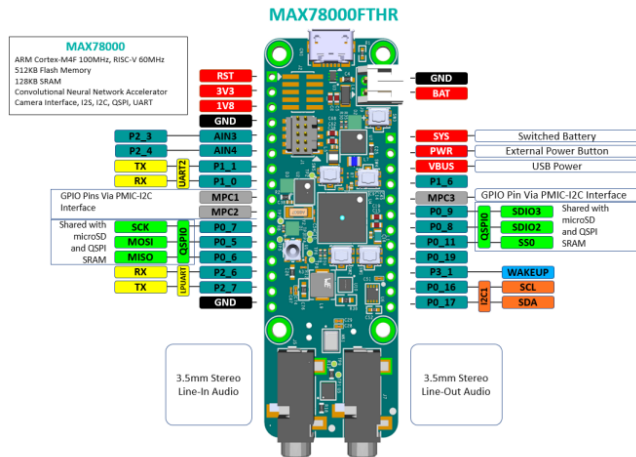 MAX78000FTHR
MAX78000
ARM Cortex-M4F 100MHz, RISC-V 60MHz
512KB Flash Memory
128KB SRAM
Convolutional Neural Network Accelerator
Camera Interface, I2S, I2C, QSPI, UART
RST
3V3
1V8
GND
P2_3 AIN3
P2_4 AIN4
TX P1_1
RX P1_0
UART2
GPIO Pins Via PMIC-I2C
Interface
MPC1
MPC2
Shared with
microSD
and QSPI
SRAM
SCK P0_7
MOSI P0_5
MISO P0_6
QSPI0
RX P2_6
TX P2_7
LPUART
GND
GND
BAT
SYS Switched Battery
PWR External Power Button
VBUS USB Power
P1_6
MPC3 GPIO Pin Via PMIC-I2C Interface
P0_9 SDIO3
P0_8 SDIO2
P0_11 SS0
QSPI0
Shared with
microSD
and QSPI
SRAM
P0_19
P3_1 WAKEUP
P0_16 SCL
P0_17 SDA
I2C1
3.5mm Stereo
Line-In Audio
3.5mm Stereo
Line-Out Audio